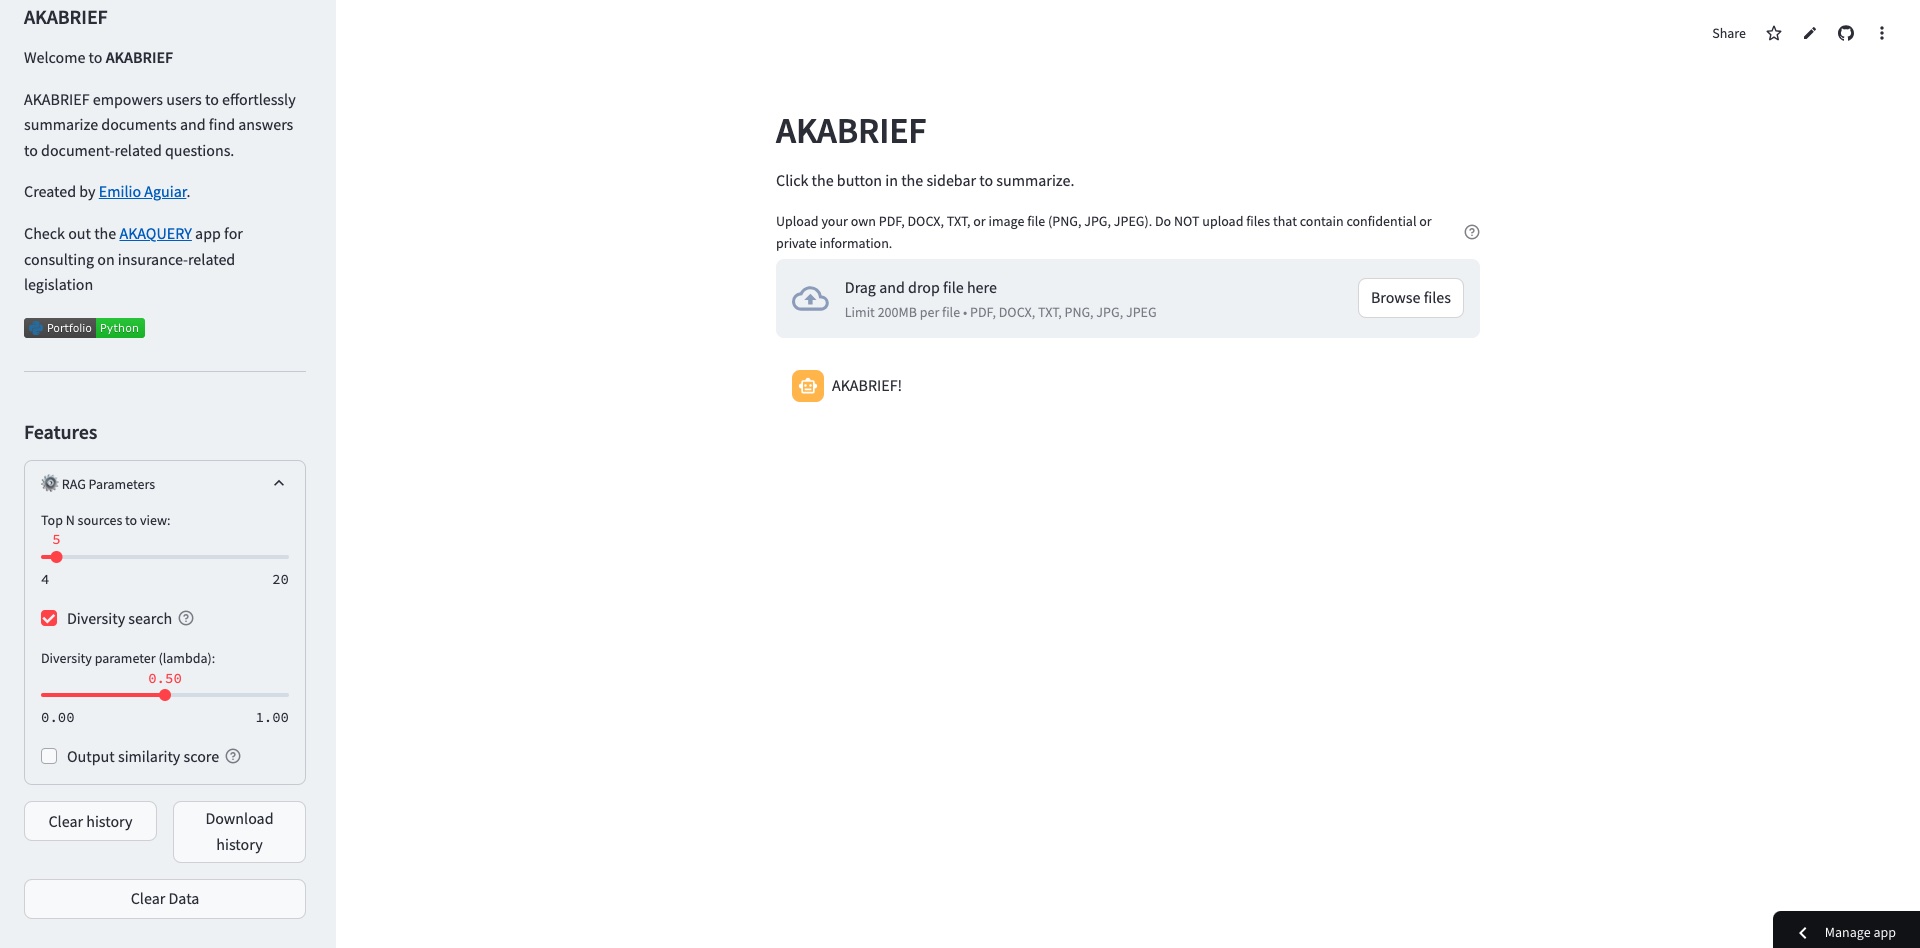 AKABRIEF
Welcome to AKABRIEF
AKABRIEF empowers users to effortlessly
summarize documents and find answers
to document-related questions.
Created by Emilio Aguiar.
Check out the AKAQUERY app for
consulting on insurance-related
legislation
Portfolio Python
Features
RAG Parameters
Top N sources to view:
5
4 20
Diversity search
Diversity parameter (lambda):
0.50
0.00 1.00
Output similarity score
Clear history
Download
history
Clear Data
Share
AKABRIEF
Click the button in the sidebar to summarize.
Upload your own PDF, DOCX, TXT, or image file (PNG, JPG, JPEG). Do NOT upload files that contain confidential or
private information.
Drag and drop file here
Limit 200MB per file • PDF, DOCX, TXT, PNG, JPG, JPEG
Browse files
AKABRIEF!
Manage app